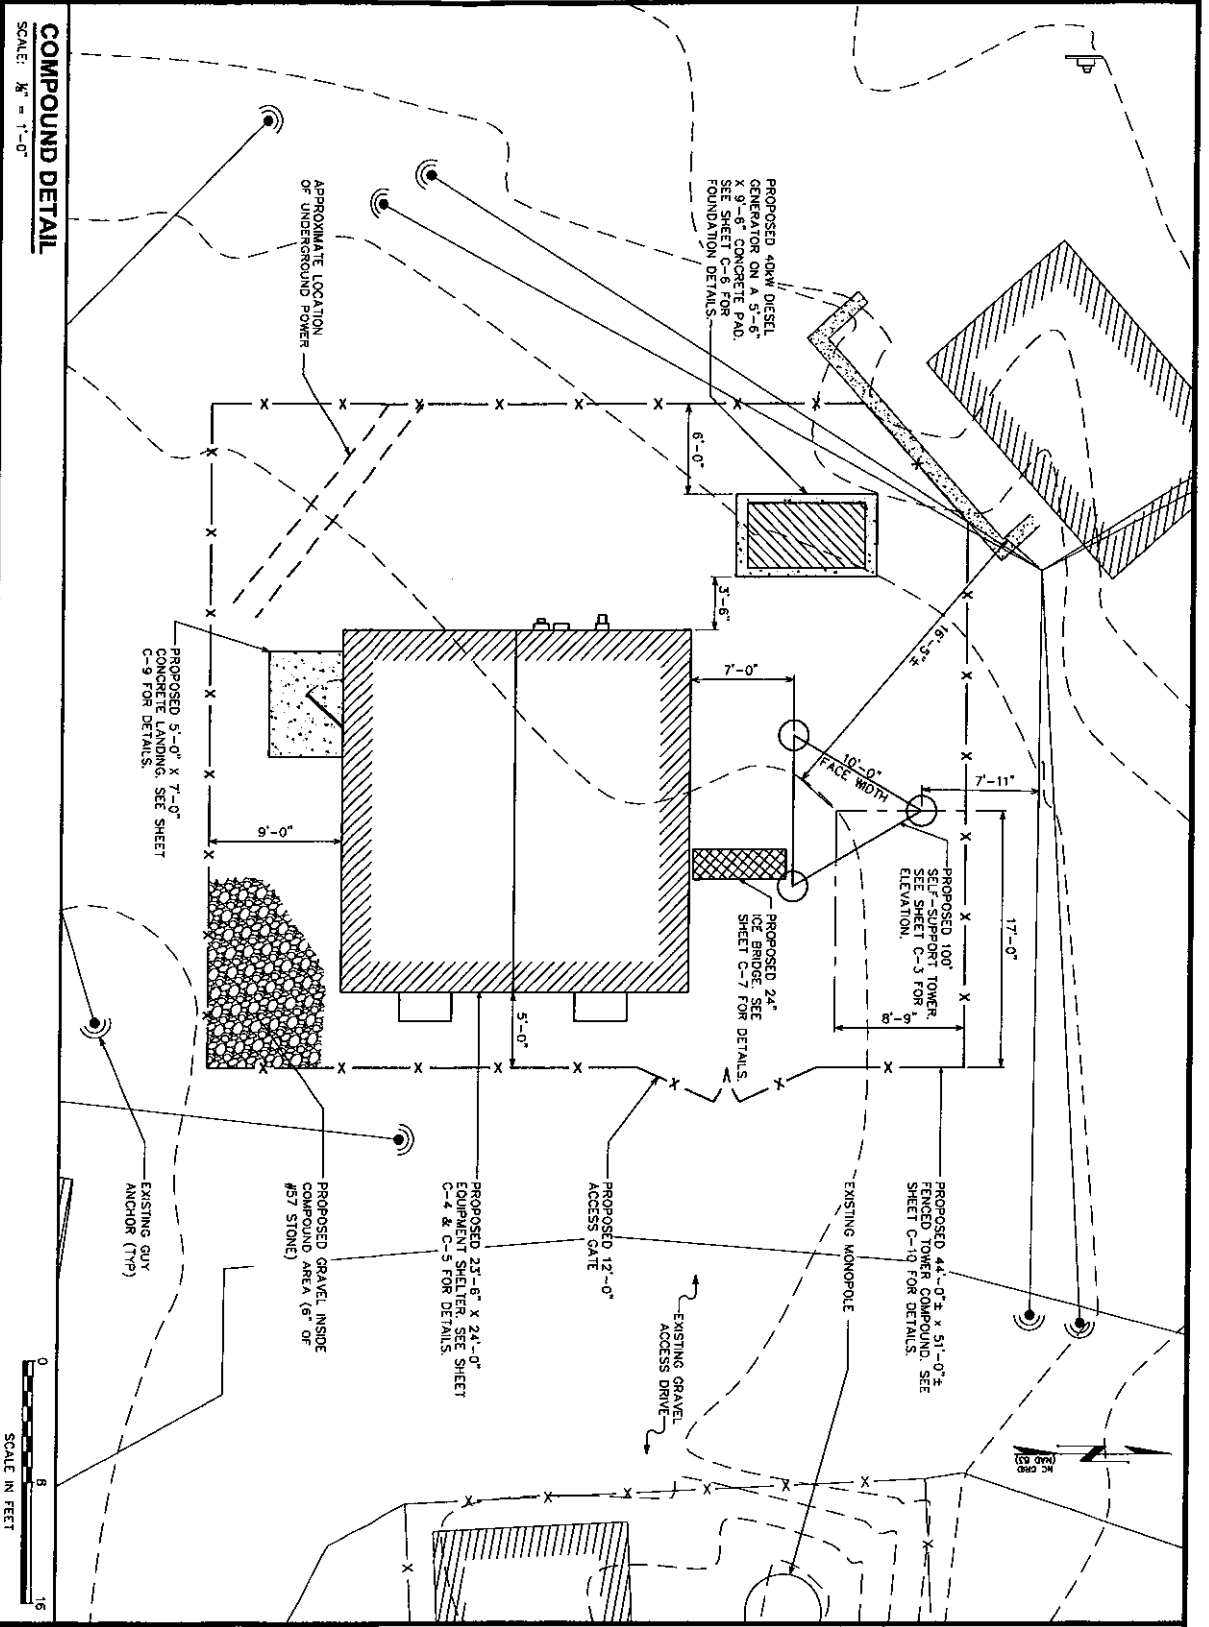 PROPOSED 40kW DIESEL
GENERATOR ON A 5'-6"
X 9'-6" CONCRETE PAD.
SEE SHEET C-6 FOR
FOUNDATION DETAILS.
APPROXIMATE LOCATION
OF UNDERGROUND POWER
6'-0"
3'-6"
16'-5"±
7'-0"
10'-0"
FACE WIDTH
7'-11"
17'-0"
8'-9"
9'-0"
5'-0"
PROPOSED 100'
SELF-SUPPORT TOWER.
SEE SHEET C-3 FOR
ELEVATION.
PROPOSED 24"
ICE BRIDGE. SEE
SHEET C-7 FOR DETAILS.
PROPOSED 5'-0" X 7'-0"
CONCRETE LANDING. SEE SHEET
C-9 FOR DETAILS.
PROPOSED 44'-0"± x 51'-0"±
FENCED TOWER COMPOUND. SEE
SHEET C-10 FOR DETAILS.
EXISTING MONOPOLE
EXISTING GRAVEL
ACCESS DRIVE
PROPOSED 12'-0"
ACCESS GATE
PROPOSED 23'-6" X 24'-0"
EQUIPMENT SHELTER. SEE SHEET
C-4 & C-5 FOR DETAILS.
PROPOSED GRAVEL INSIDE
COMPOUND AREA (6" OF
#57 STONE)
EXISTING GUY
ANCHOR (TYP)
NC GRID
(NAD 83)
COMPOUND DETAIL
SCALE: ⅛" = 1'-0"
0 8 16
SCALE IN FEET